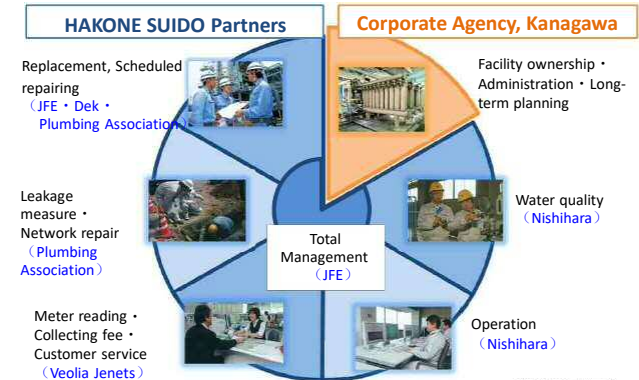 HAKONE SUIDO Partners
Corporate Agency, Kanagawa
Replacement, Scheduled
repairing
（JFE・Dek・
Plumbing Association）
Facility ownership・
Administration・Long-
term planning
Leakage
measure・
Network repair
（Plumbing
Association）
Water quality
（Nishihara）
Total
Management
（JFE）
Meter reading・
Collecting fee・
Customer service
（Veolia Jenets）
Operation
（Nishihara）